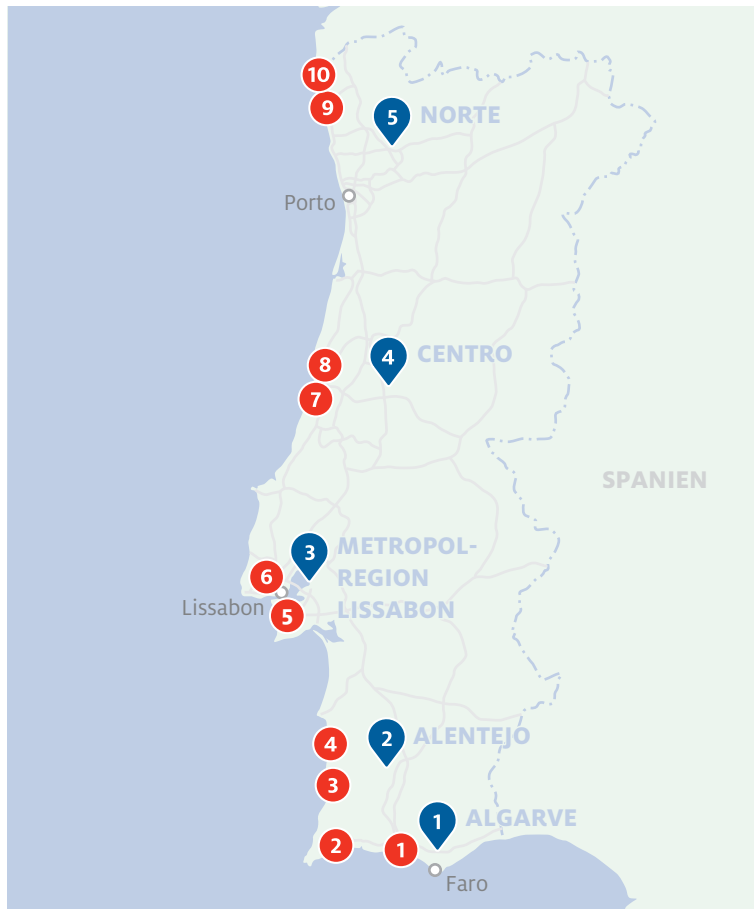 10
9
5
NORTE
Porto
4
CENTRO
8
7
SPANIEN
3
METROPOL-
REGION
LISSABON
6
Lissabon
5
2
ALENTEJO
4
3
1
ALGARVE
2
1
Faro